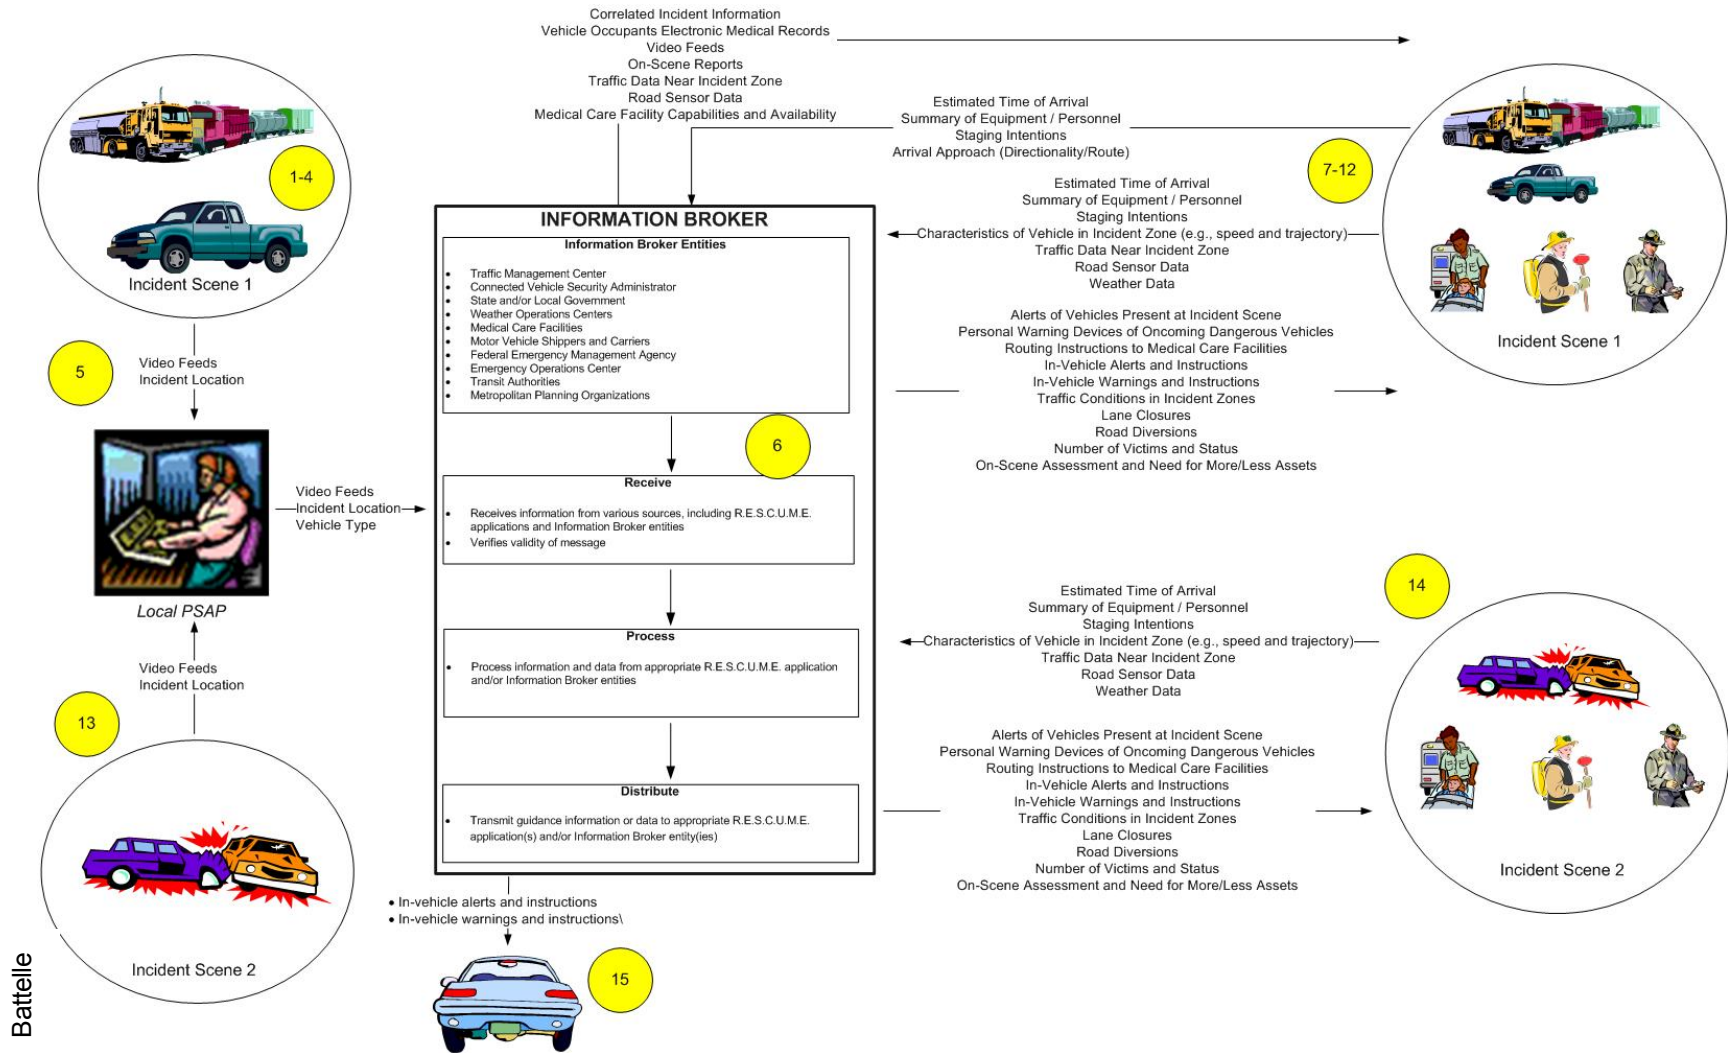 Correlated Incident Information
Vehicle Occupants Electronic Medical Records
Video Feeds
On-Scene Reports
Traffic Data Near Incident Zone
Road Sensor Data
Medical Care Facility Capabilities and Availability
Estimated Time of Arrival
Summary of Equipment / Personnel
Staging Intentions
Arrival Approach (Directionality/Route)
1-4
Incident Scene 1
5
Video Feeds
Incident Location
Local PSAP
Video Feeds
Incident Location
Vehicle Type
Video Feeds
Incident Location
13
Incident Scene 2
INFORMATION BROKER
Information Broker Entities
• Traffic Management Center
• Connected Vehicle Security Administrator
• State and/or Local Government
• Weather Operations Centers
• Medical Care Facilities
• Motor Vehicle Shippers and Carriers
• Federal Emergency Management Agency
• Emergency Operations Center
• Transit Authorities
• Metropolitan Planning Organizations
6
Receive
• Receives information from various sources, including R.E.S.C.U.M.E.
applications and Information Broker entities
• Verifies validity of message
Process
• Process information and data from appropriate R.E.S.C.U.M.E. application
and/or Information Broker entities
Distribute
• Transmit guidance information or data to appropriate R.E.S.C.U.M.E.
application(s) and/or Information Broker entity(ies)
• In-vehicle alerts and instructions
• In-vehicle warnings and instructions\
15
7-12
Estimated Time of Arrival
Summary of Equipment / Personnel
Staging Intentions
Characteristics of Vehicle in Incident Zone (e.g., speed and trajectory)
Traffic Data Near Incident Zone
Road Sensor Data
Weather Data
Alerts of Vehicles Present at Incident Scene
Personal Warning Devices of Oncoming Dangerous Vehicles
Routing Instructions to Medical Care Facilities
In-Vehicle Alerts and Instructions
In-Vehicle Warnings and Instructions
Traffic Conditions in Incident Zones
Lane Closures
Road Diversions
Number of Victims and Status
On-Scene Assessment and Need for More/Less Assets
Incident Scene 1
14
Estimated Time of Arrival
Summary of Equipment / Personnel
Staging Intentions
Characteristics of Vehicle in Incident Zone (e.g., speed and trajectory)
Traffic Data Near Incident Zone
Road Sensor Data
Weather Data
Alerts of Vehicles Present at Incident Scene
Personal Warning Devices of Oncoming Dangerous Vehicles
Routing Instructions to Medical Care Facilities
In-Vehicle Alerts and Instructions
In-Vehicle Warnings and Instructions
Traffic Conditions in Incident Zones
Lane Closures
Road Diversions
Number of Victims and Status
On-Scene Assessment and Need for More/Less Assets
Incident Scene 2
Battelle